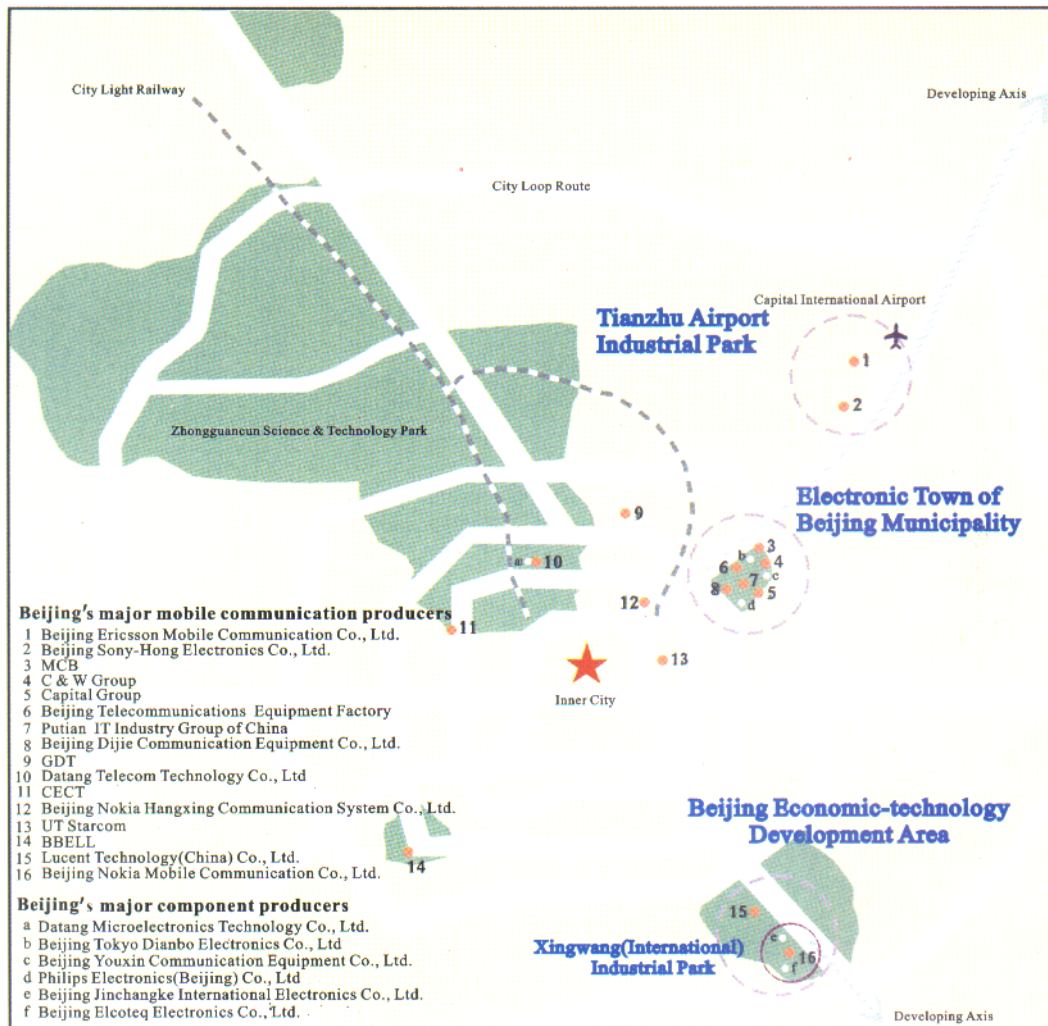 City Light Railway
Developing Axis
City Loop Route
Capital International Airport
Tianzhu Airport
Industrial Park
1
2
Zhongguancun Science & Technology Park
Electronic Town of
Beijing Municipality
9
3
b
4
a
10
6
c
7
8
5
d
12
11
13
Inner City
Beijing's major mobile communication producers
1 Beijing Ericsson Mobile Communication Co., Ltd.
2 Beijing Sony-Hong Electronics Co., Ltd.
3 MCB
4 C & W Group
5 Capital Group
6 Beijing Telecommunications Equipment Factory
7 Putian IT Industry Group of China
8 Beijing Dijie Communication Equipment Co., Ltd.
9 GDT
10 Datang Telecom Technology Co., Ltd
11 CECT
12 Beijing Nokia Hangxing Communication System Co., Ltd.
13 UT Starcom
14 BBELL
15 Lucent Technology(China) Co., Ltd.
16 Beijing Nokia Mobile Communication Co., Ltd.
14
Beijing's major component producers
a Datang Microelectronics Technology Co., Ltd.
b Beijing Tokyo Dianbo Electronics Co., Ltd
c Beijing Youxin Communication Equipment Co., Ltd.
d Philips Electronics(Beijing) Co., Ltd
e Beijing Jinchangke International Electronics Co., Ltd.
f Beijing Elcoteq Electronics Co., Ltd.
Beijing Economic-technology
Development Area
15
e
16
f
Xingwang(International)
Industrial Park
Developing Axis